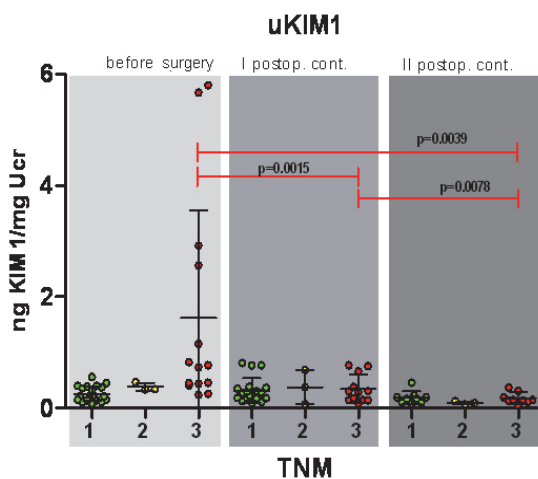 uKIM1
before surgery I postop. cont. II postop. cont.
6
p=0.0039
4
p=0.0015
p=0.0078
2
0
ng KIM1/mg Ucr
1 2 3 1 2 3 1 2 3
TNM